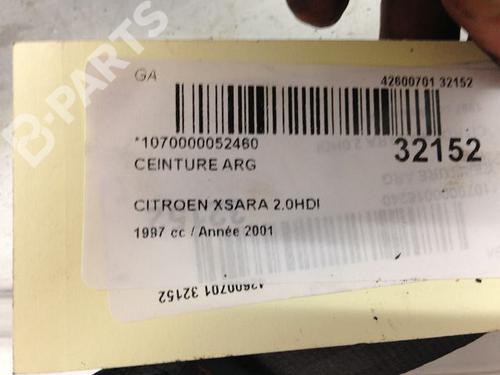 B-PARTS
GA
42600701 32152
*1070000052460
32152
CEINTURE ARG
CITROEN XSARA 2.0HDI
1997 cc / Année 2001
42600701 32152